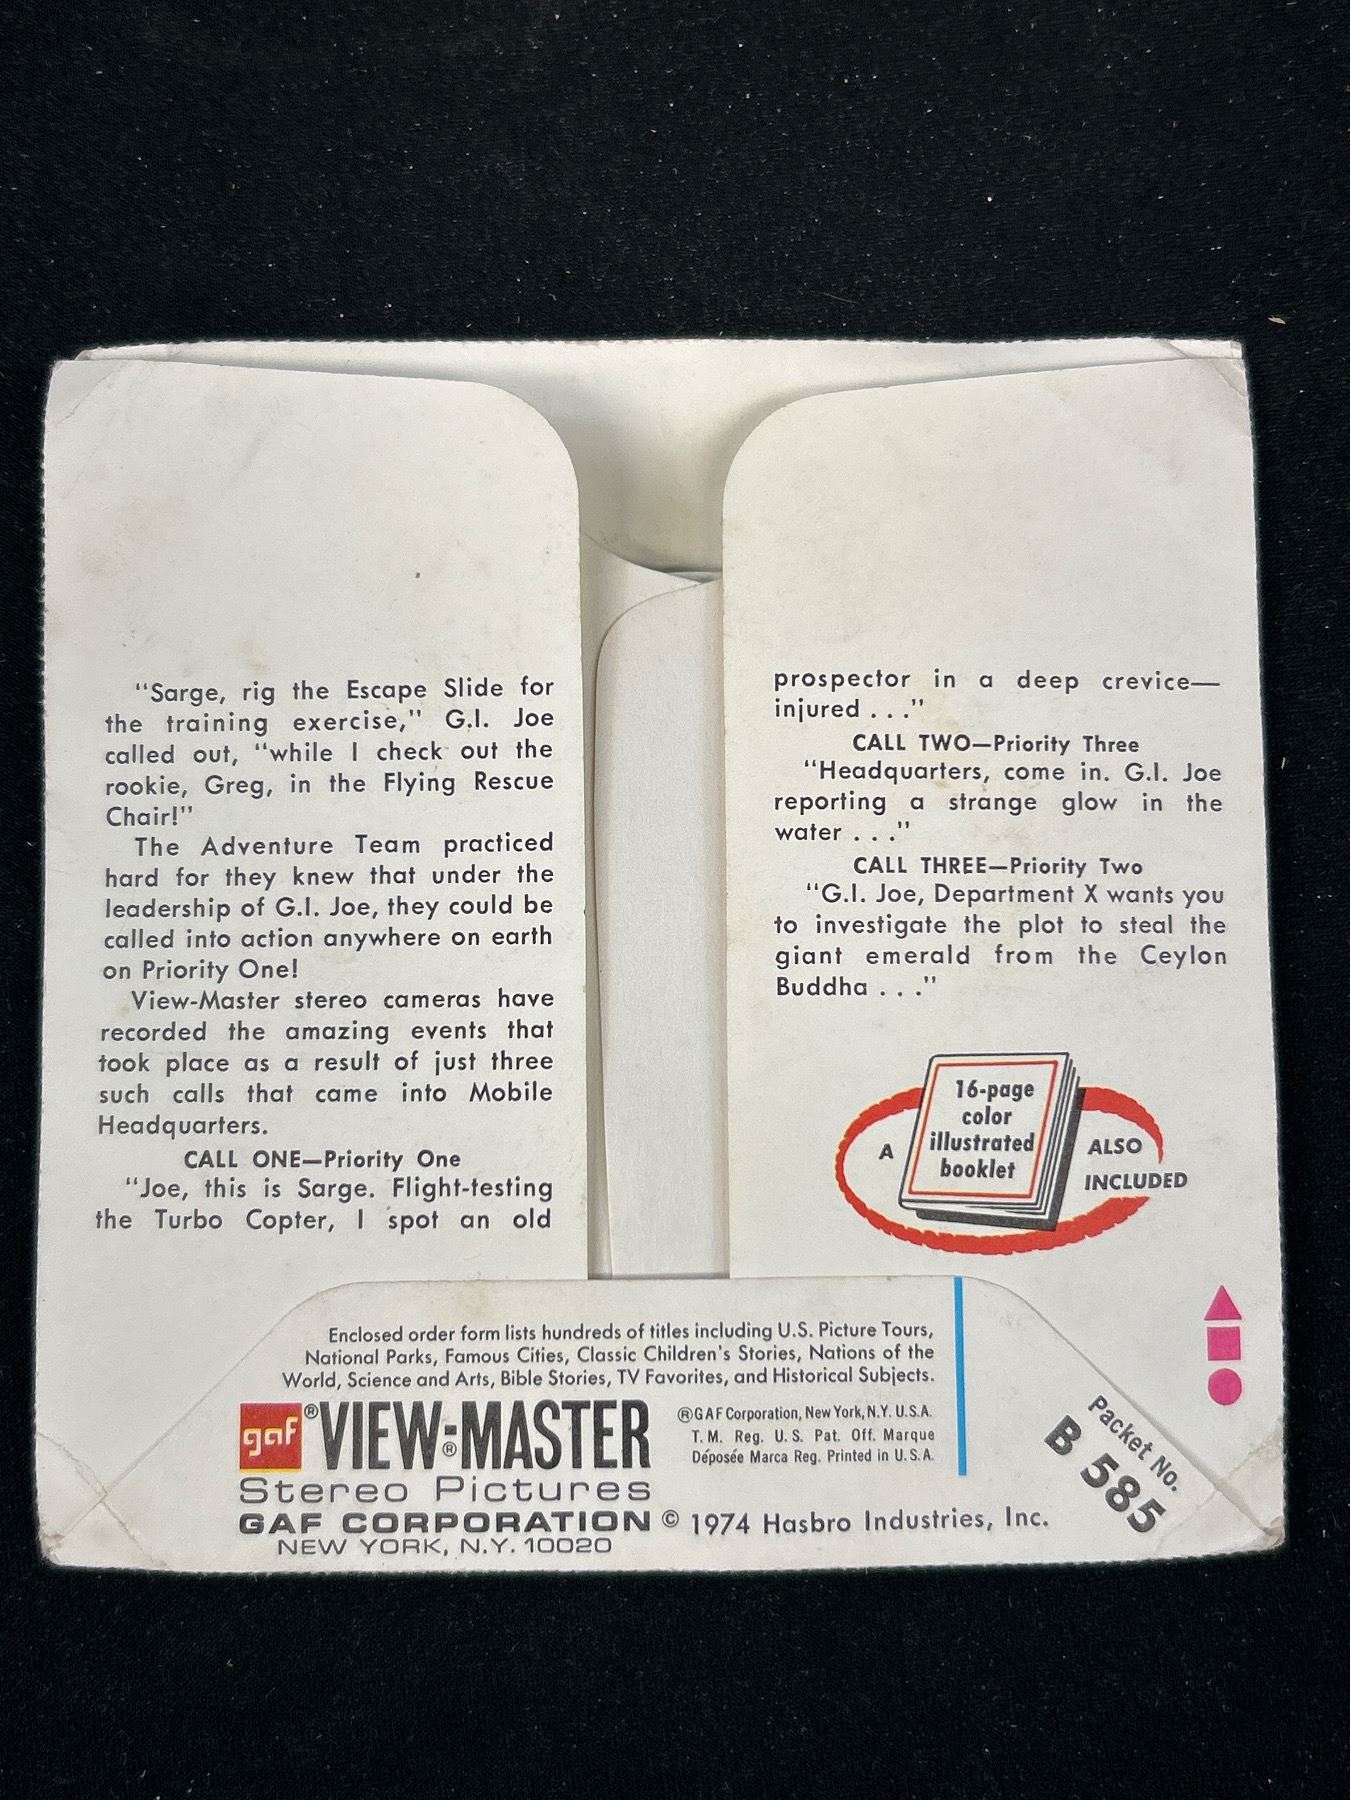 “Sarge, rig the Escape Slide for
the training exercise,” G.I. Joe
called out, “while I check out the
rookie, Greg, in the Flying Rescue
Chair!”
The Adventure Team practiced
hard for they knew that under the
leadership of G.I. Joe, they could be
called into action anywhere on earth
on Priority One!
View-Master stereo cameras have
recorded the amazing events that
took place as a result of just three
such calls that came into Mobile
Headquarters.
CALL ONE—Priority One
“Joe, this is Sarge. Flight-testing
the Turbo Copter, I spot an old
prospector in a deep crevice—
injured . . .”
CALL TWO—Priority Three
“Headquarters, come in. G.I. Joe
reporting a strange glow in the
water . . .”
CALL THREE—Priority Two
“G.I. Joe, Department X wants you
to investigate the plot to steal the
giant emerald from the Ceylon
Buddha . . .”
A
16-page
color
illustrated
booklet
ALSO
INCLUDED
Enclosed order form lists hundreds of titles including U.S. Picture Tours,
National Parks, Famous Cities, Classic Children's Stories, Nations of the
World, Science and Arts, Bible Stories, TV Favorites, and Historical Subjects.
gaf ® VIEW-MASTER ®
Stereo Pictures
GAF CORPORATION
NEW YORK, N.Y. 10020
®GAF Corporation, New York, N.Y. U.S.A.
T. M. Reg. U. S. Pat. Off. Marque
Déposée Marca Reg. Printed in U. S. A.
© 1974 Hasbro Industries, Inc.
Packet No.
B 585